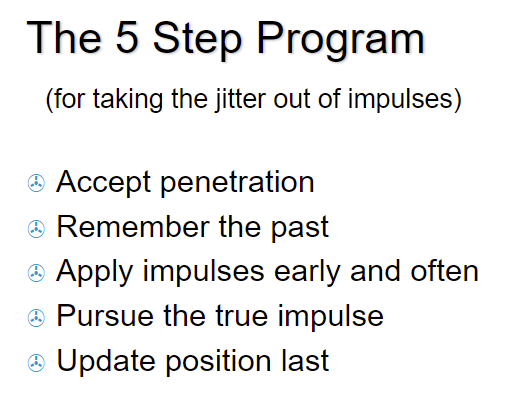 The 5 Step Program
(for taking the jitter out of impulses)
Accept penetration
Remember the past
Apply impulses early and often
Pursue the true impulse
Update position last